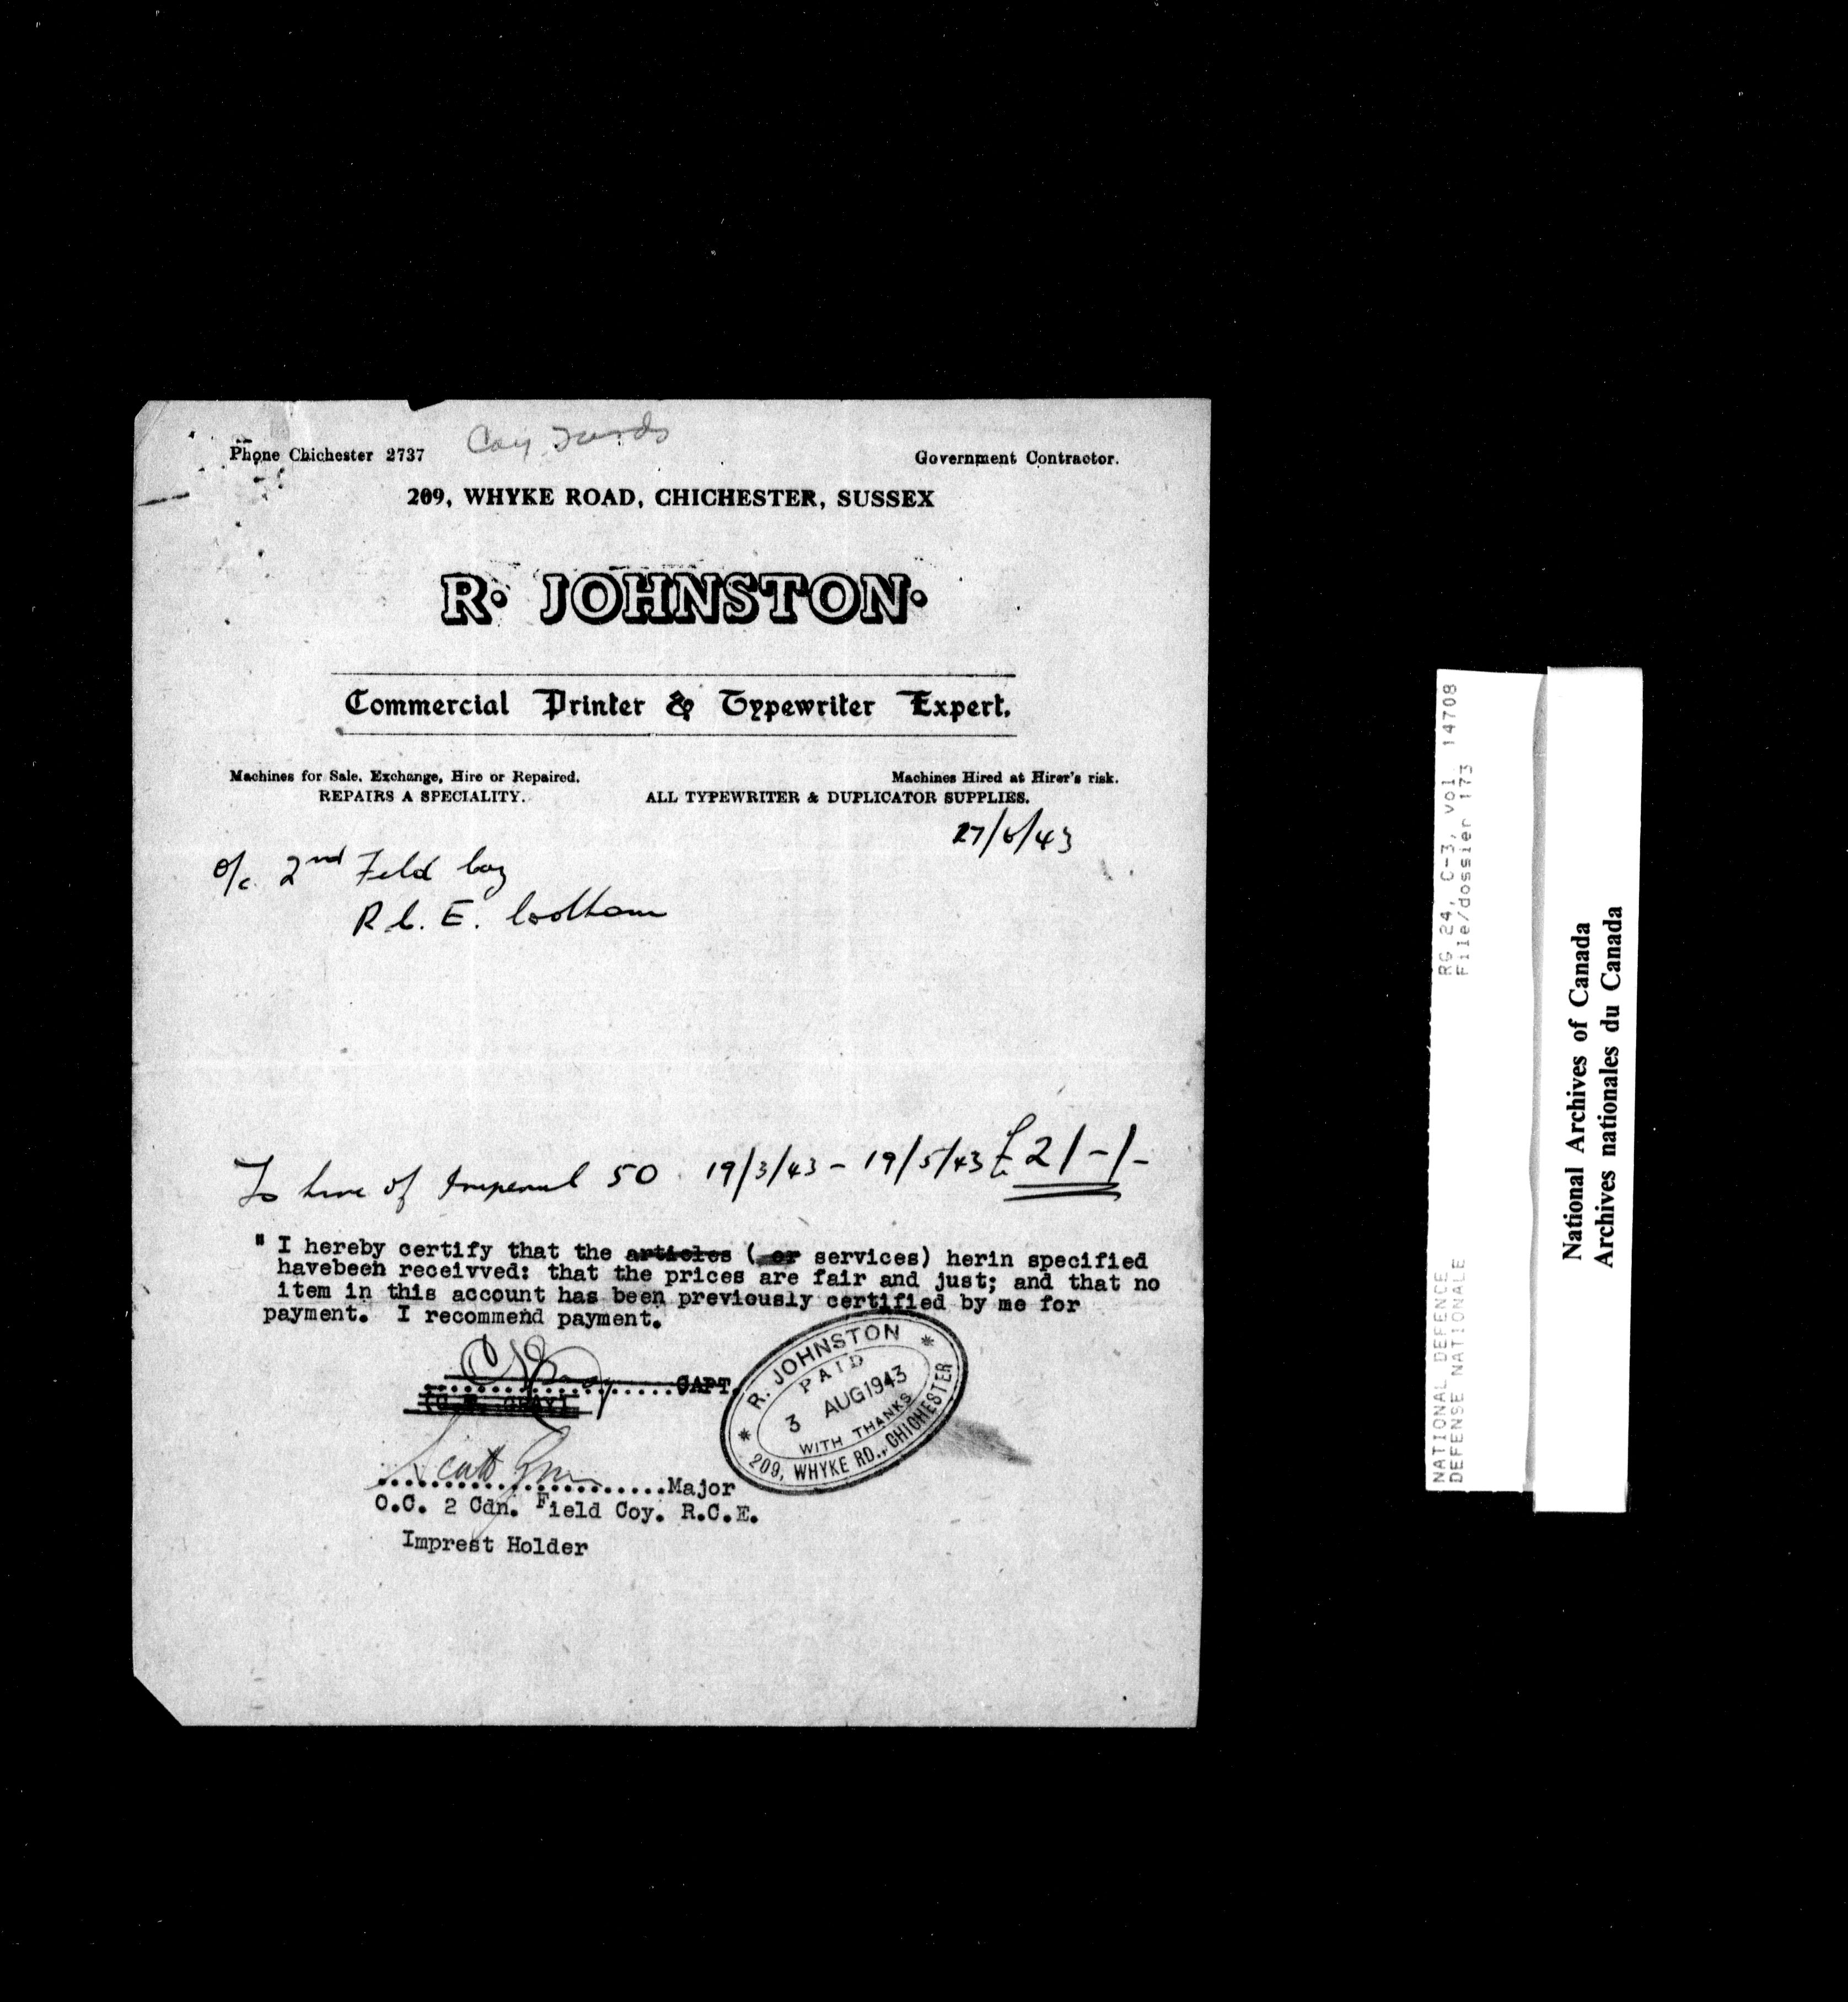 Coy Funds
Phone Chichester 2737 Government Contractor.
209, WHYKE ROAD, CHICHESTER, SUSSEX
R. JOHNSTON.
Commercial Printer & Typewriter Expert.
Machines for Sale, Exchange, Hire or Repaired. Machines Hired at Hirer's risk.
REPAIRS A SPECIALITY. ALL TYPEWRITER & DUPLICATOR SUPPLIES.
27/6/43
O/c. 2nd Field Coy
R.C.E. Cootham
To hire of Imperial 50 19/3/43 - 19/5/43 £2/-/-
" I hereby certify that the articles ( or services) herin specified
havebeen receivved: that the prices are fair and just; and that no
item in this account has been previously certified by me for
payment. I recommend payment.
....................CAPT.
GRAY)
R. JOHNSTON
PAID
3 AUG 1943
WITH THANKS
209, WHYKE RD., CHICHESTER
......................Major
O.C. 2 Cdn. Field Coy. R.C.E.
Imprest Holder
RG 24, C-3, vol. 14708
File/dossier 173
NATIONAL DEFENCE
DEFENSE NATIONALE
National Archives of Canada
Archives nationales du Canada